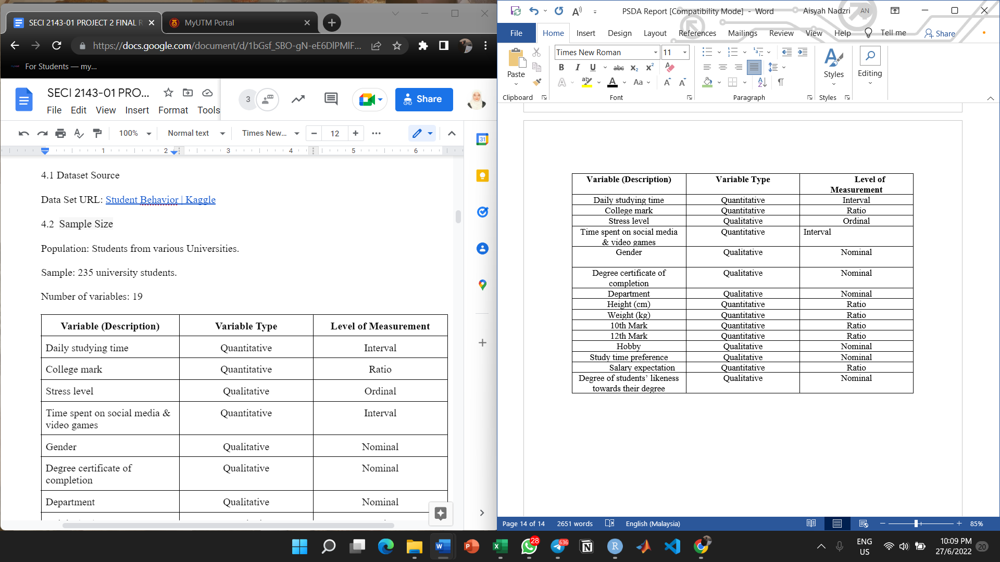 SECI 2143-01 PROJECT 2 FINAL R
MyUTM Portal
https://docs.google.com/document/d/1bGsf_SBO-gN-eE6DlPMlF...
For Students — my...
SECI 2143-01 PRO...
3
Share
File Edit View Insert Format Tools
100% Normal text Times New... 12
1 2 3 4 5 6
31
4.1 Dataset Source
Data Set URL: Student Behavior | Kaggle
4.2 Sample Size
Population: Students from various Universities.
Sample: 235 university students.
Number of variables: 19
Variable (Description) Variable Type Level of Measurement
Daily studying time Quantitative Interval
College mark Quantitative Ratio
Stress level Qualitative Ordinal
Time spent on social media & Quantitative Interval
video games
Gender Qualitative Nominal
Degree certificate of Qualitative Nominal
completion
Department Qualitative Nominal
PSDA Report [Compatibility Mode] - Word Aisyah Nadzri AN
File Home Insert Design Layout References Mailings Review View Help Tell me Share
Times New Roman 11
Paste
Styles
Editing
Clipboard Font Paragraph Styles
Variable (Description) Variable Type Level of
Measurement
Daily studying time Quantitative Interval
College mark Quantitative Ratio
Stress level Qualitative Ordinal
Time spent on social media Quantitative Interval
& video games
Gender Qualitative Nominal
Degree certificate of Qualitative Nominal
completion
Department Qualitative Nominal
Height (cm) Quantitative Ratio
Weight (kg) Quantitative Ratio
10th Mark Quantitative Ratio
12th Mark Quantitative Ratio
Hobby Qualitative Nominal
Study time preference Qualitative Nominal
Salary expectation Quantitative Ratio
Degree of students’ likeness Qualitative Nominal
towards their degree
Page 14 of 14 2651 words English (Malaysia) 85%
28
636
ENG
US
10:09 PM
27/6/2022
20